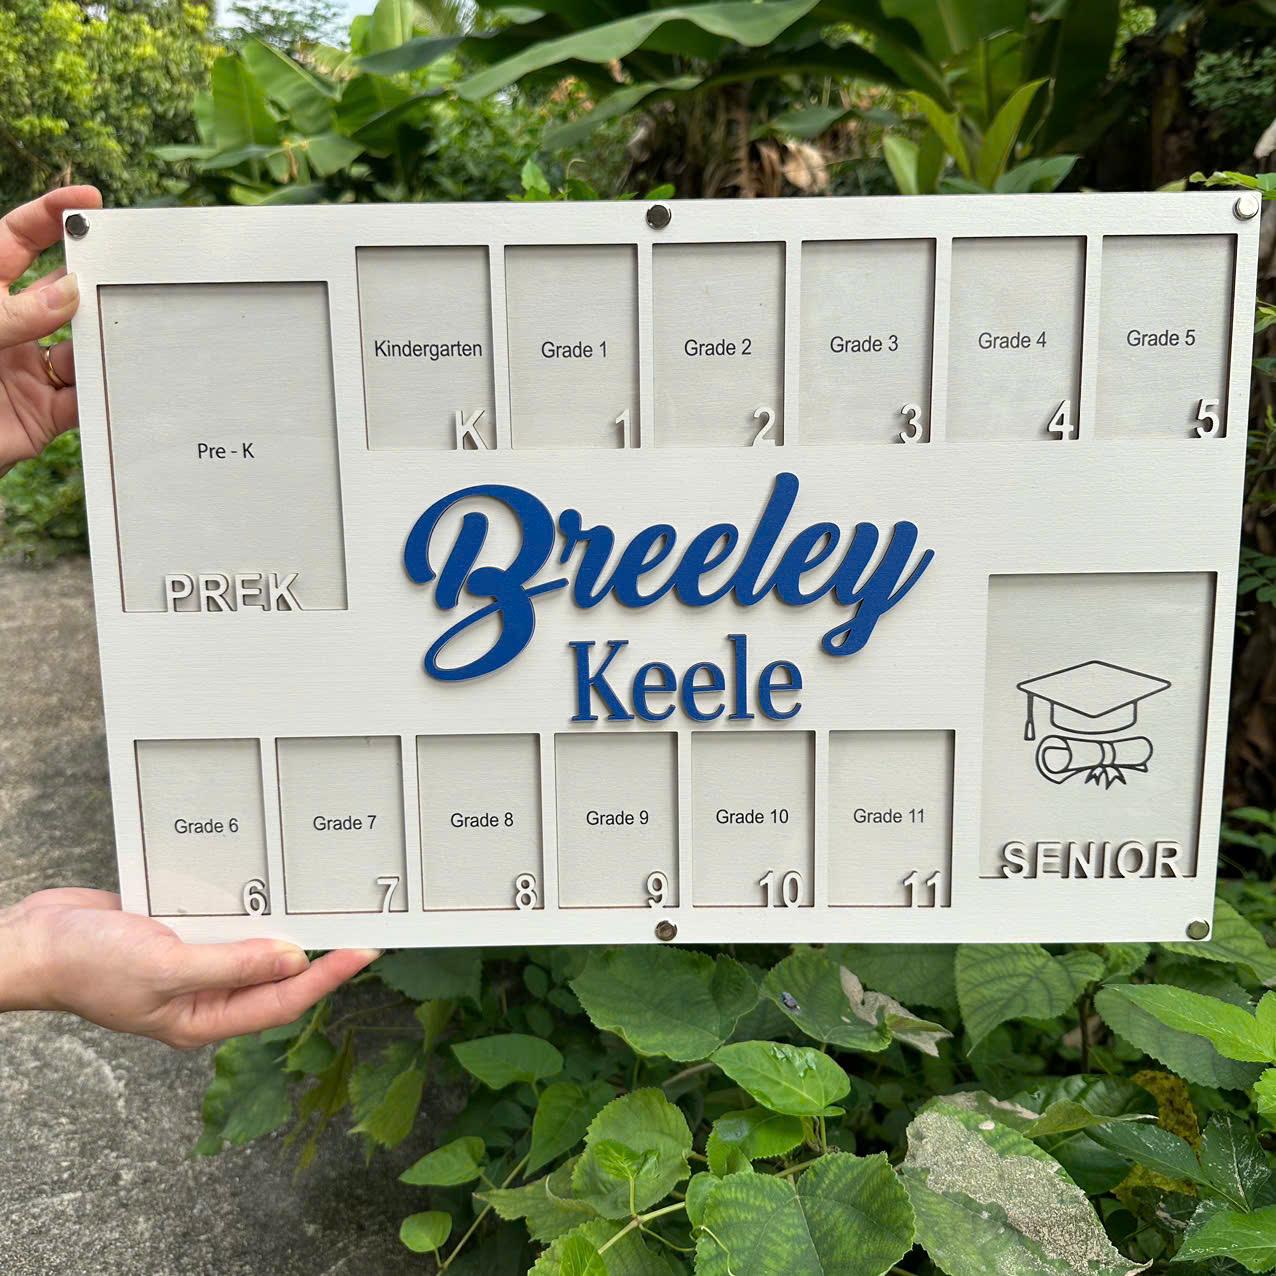 Kindergarten
K
Grade 1
1
Grade 2
2
Grade 3
3
Grade 4
4
Grade 5
5
Pre - K
PREK
Breeley
Keele
Grade 6
6
Grade 7
7
Grade 8
8
Grade 9
9
Grade 10
10
Grade 11
11
SENIOR